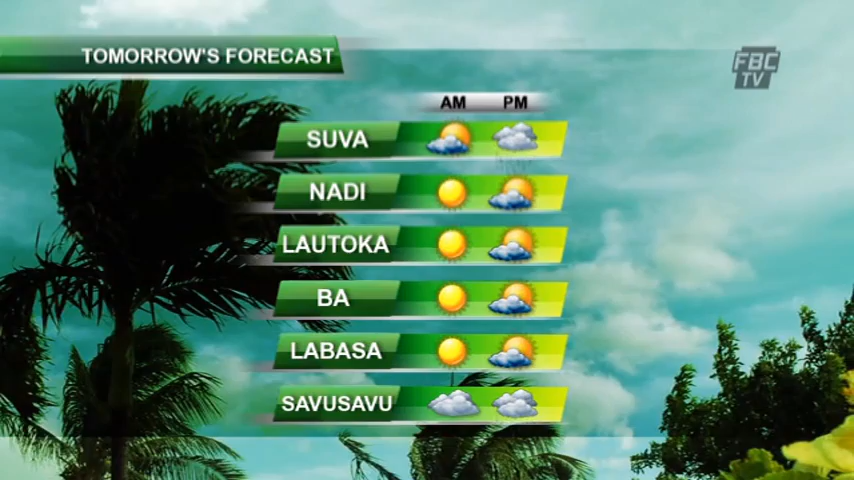 TOMORROW'S FORECAST
FBC
TV
AM PM
SUVA
NADI
LAUTOKA
BA
LABASA
SAVUSAVU